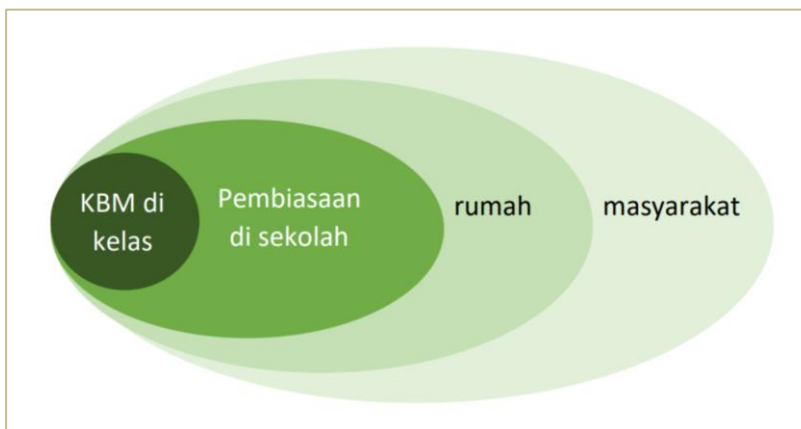 KBM di
kelas
Pembiasaan
di sekolah
rumah
masyarakat